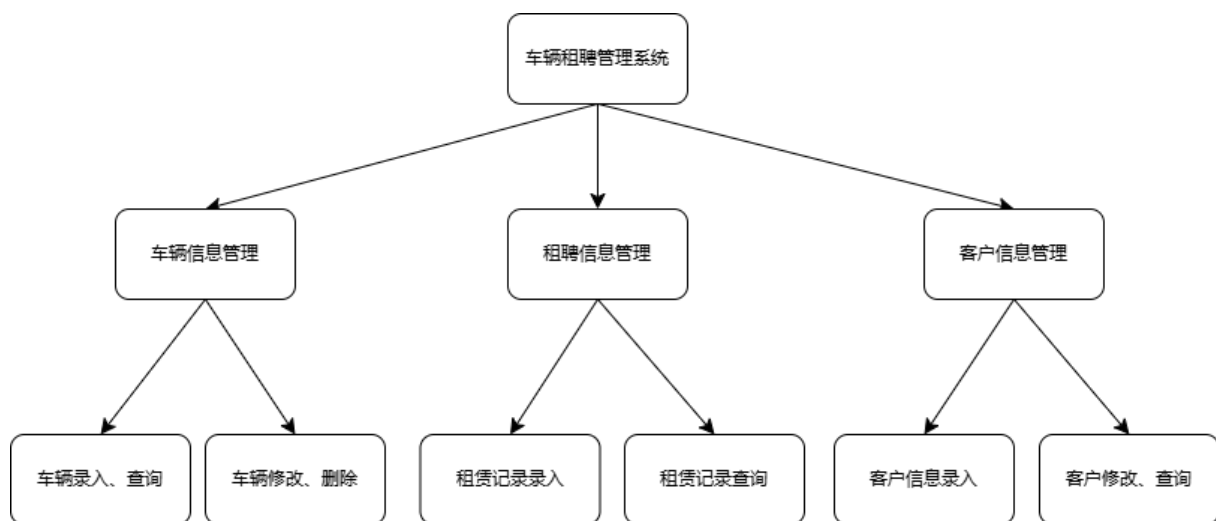 车辆租聘管理系统
车辆信息管理
租聘信息管理
客户信息管理
车辆录入、查询
车辆修改、删除
租赁记录录入
租赁记录查询
客户信息录入
客户修改、查询